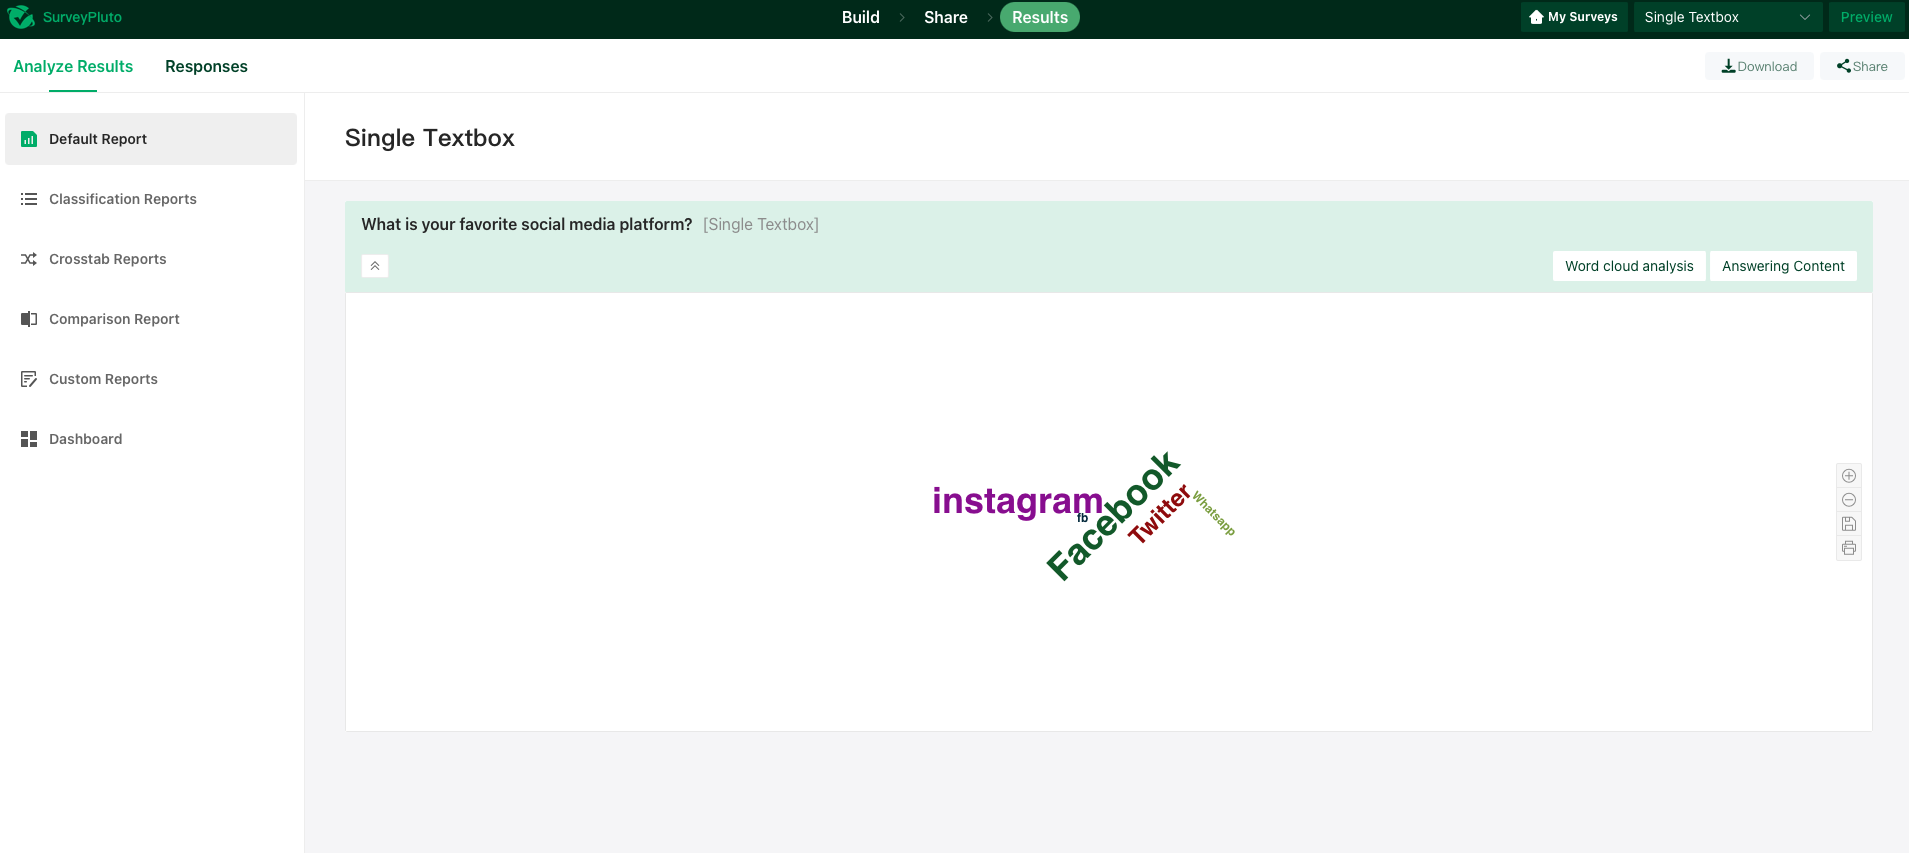 SurveyPluto
Build
Share
Results
My Surveys
Single Textbox
Preview
Analyze Results
Responses
Download
Share
Default Report
Classification Reports
Crosstab Reports
Comparison Report
Custom Reports
Dashboard
Single Textbox
What is your favorite social media platform? [Single Textbox]
Word cloud analysis
Answering Content
instagram
fb
Facebook
Twitter
Whatsapp